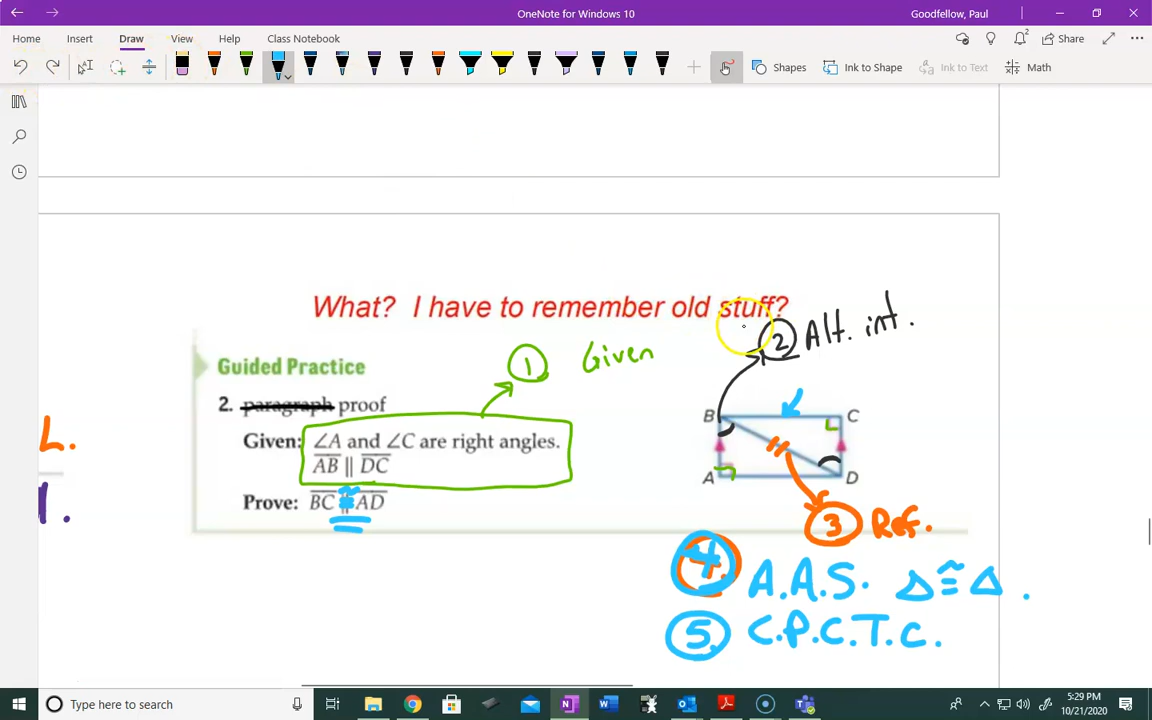 OneNote for Windows 10
Goodfellow, Paul
Home Insert Draw View Help Class Notebook
Share
Shapes Ink to Shape Ink to Text Math
What? I have to remember old stuff?
② Alt. int.
① Given
Guided Practice
2. paragraph proof
Given: ∠A and ∠C are right angles.
AB || DC
Prove: BC ≅ AD
B C
A D
③ Ref.
④ A.A.S. △≅△.
⑤ C.P.C.T.C.
L.
Type here to search
5:29 PM
10/21/2020